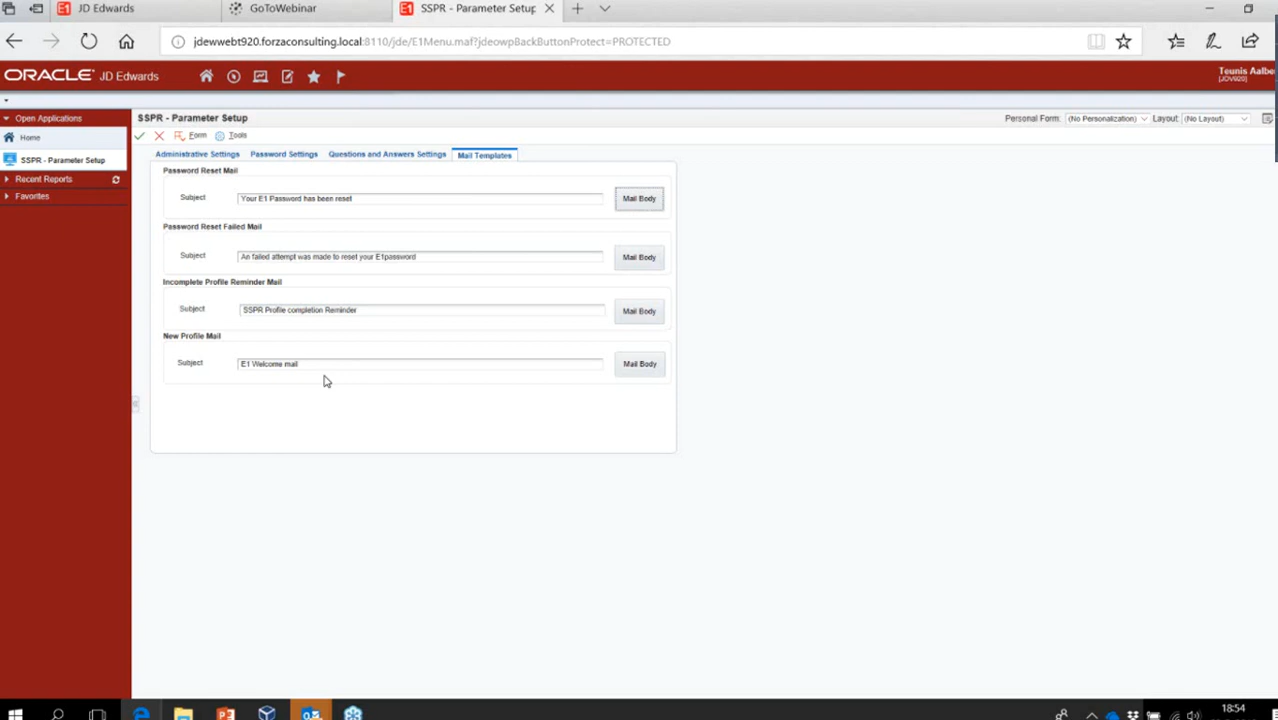 JD Edwards
GoToWebinar
SSPR - Parameter Setup
jdewwebt920.forzaconsulting.local:8110/jde/E1Menu.maf?jdeowpBackButtonProtect=PROTECTED
ORACLE JD Edwards
Teunis Aalbe
[JDV920]
Open Applications
Home
SSPR - Parameter Setup
Recent Reports
Favorites
SSPR - Parameter Setup
Personal Form: (No Personalization) Layout: (No Layout)
Form Tools
Administrative Settings Password Settings Questions and Answers Settings Mail Templates
Password Reset Mail
Subject Your E1 Password has been reset Mail Body
Password Reset Failed Mail
Subject An failed attempt was made to reset your E1password Mail Body
Incomplete Profile Reminder Mail
Subject SSPR Profile completion Reminder Mail Body
New Profile Mail
Subject E1 Welcome mail Mail Body
18:54